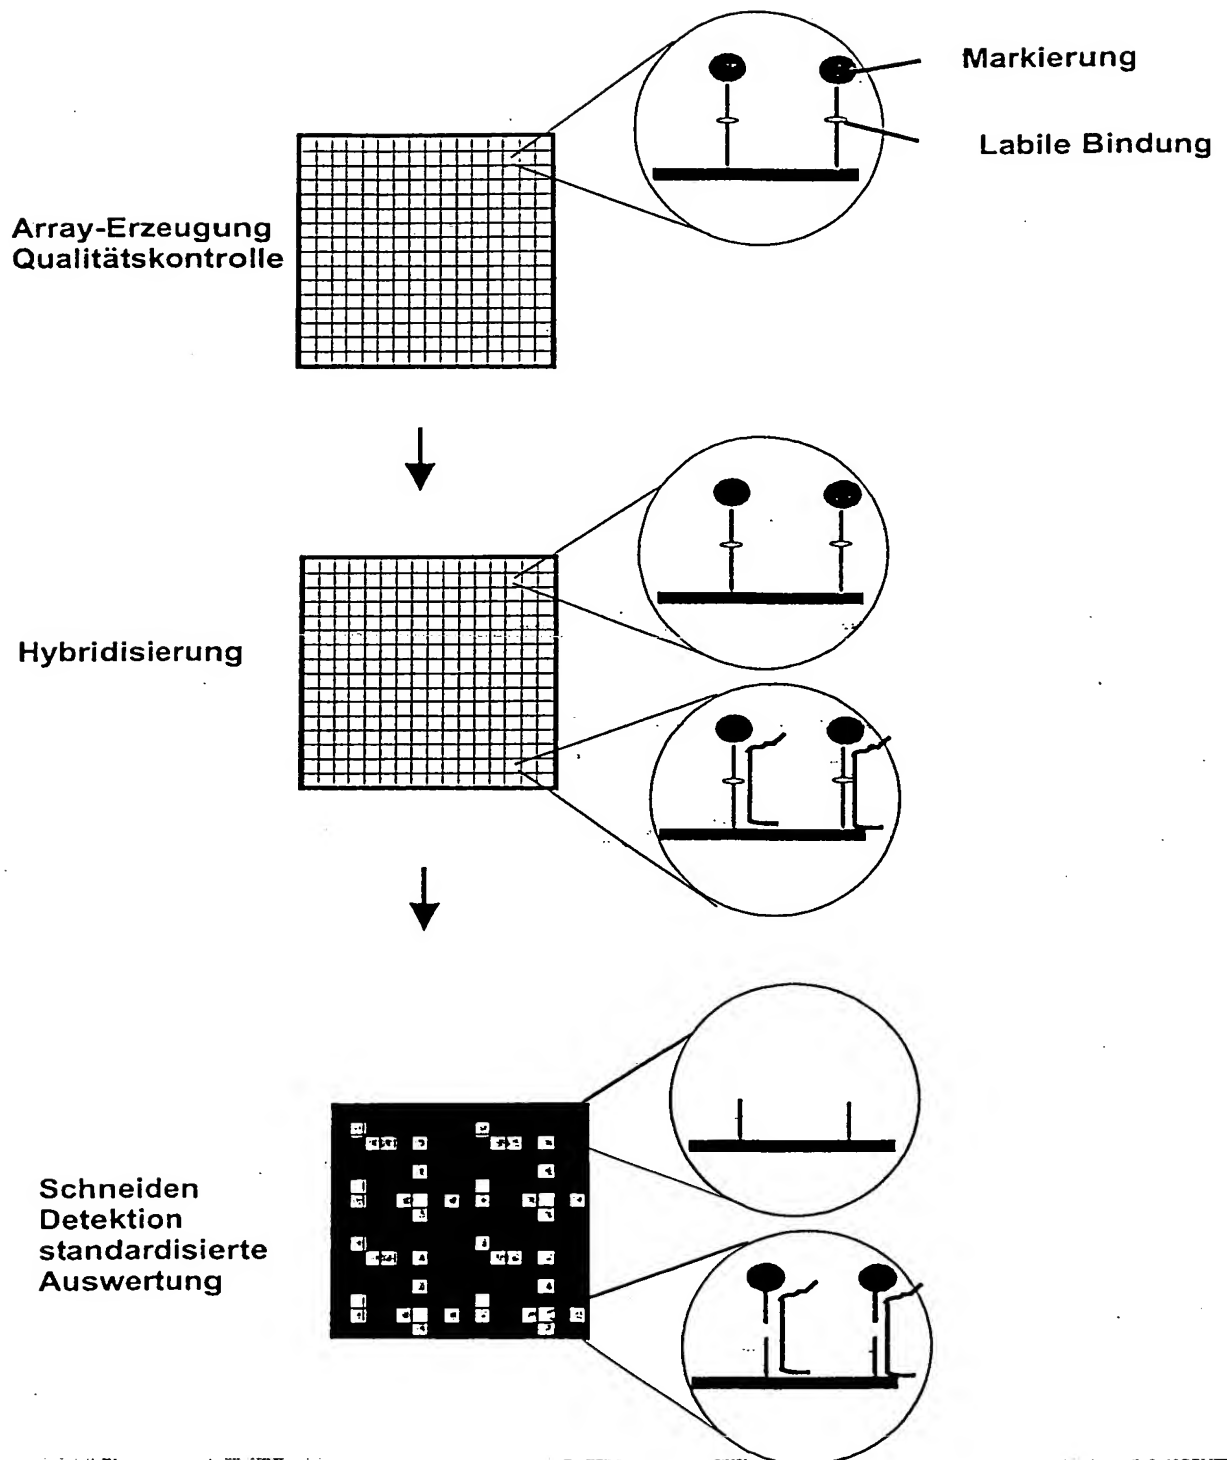 Markierung
Labile Bindung
Array-Erzeugung
Qualitätskontrolle
Hybridisierung
Schneiden
Detektion
standardisierte
Auswertung